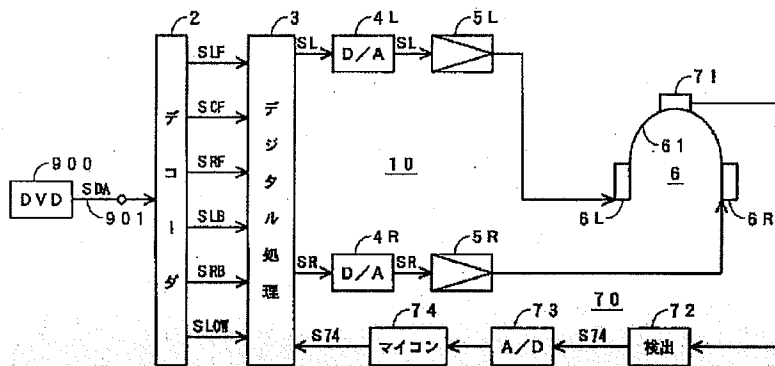 2
3
4L
5L
SLF
SL
D/A
SL
71
SCF
デコーダ
デジタル処理
10
61
6
900
SRF
DVD
SDA
901
6L
6R
SLB
4R
5R
SR
D/A
SR
SRB
70
74
73
72
SLOW
S74
マイコン
A/D
S74
検出